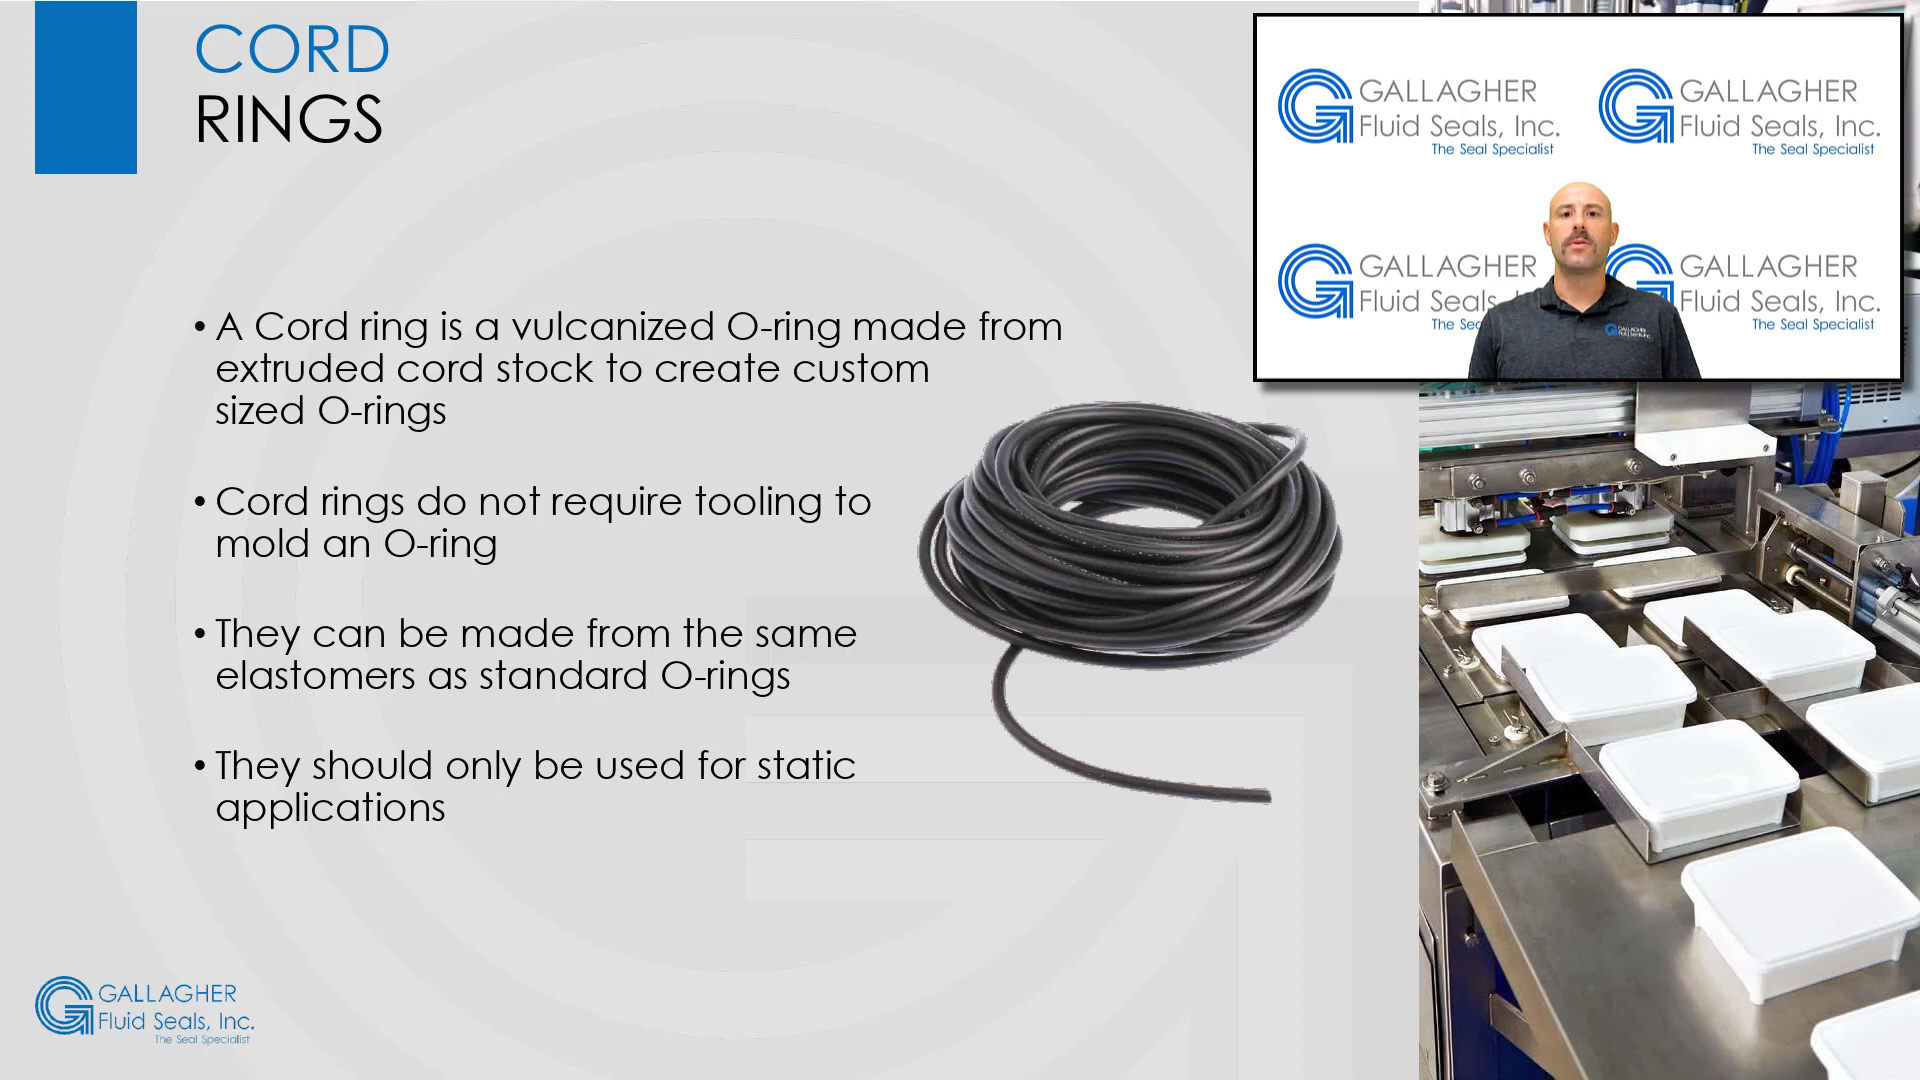 CORD
RINGS
• A Cord ring is a vulcanized O-ring made from
extruded cord stock to create custom
sized O-rings
• Cord rings do not require tooling to
mold an O-ring
• They can be made from the same
elastomers as standard O-rings
• They should only be used for static
applications
GALLAGHER
Fluid Seals, Inc.
The Seal Specialist
GALLAGHER
Fluid Seals, Inc.
The Seal Specialist
GALLAGHER
Fluid Seals,
The
GALLAGHER
Fluid Seals, Inc.
The Seal Specialist
GALLAGHER
Fluid Seals, Inc.
GALLAGHER
Fluid Seals, Inc.
The Seal Specialist